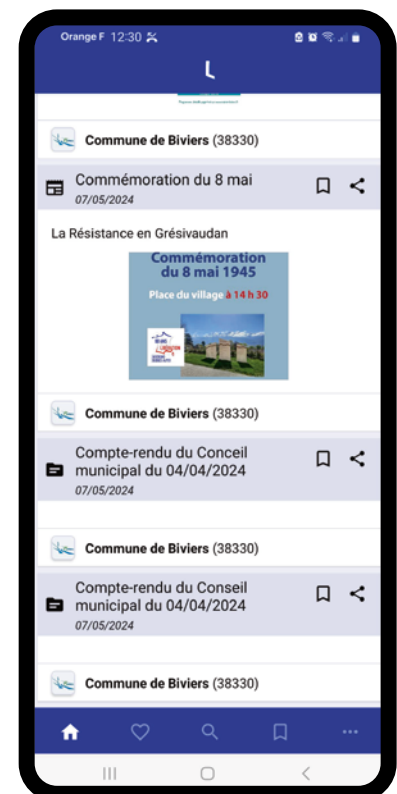 Orange F 12:30
L
Commune de Biviers (38330)
Commémoration du 8 mai
07/05/2024
La Résistance en Grésivaudan
Commémoration
du 8 mai 1945
Place du village à 14 h 30
Commune de Biviers (38330)
Compte-rendu du Conceil
municipal du 04/04/2024
07/05/2024
Commune de Biviers (38330)
Compte-rendu du Conseil
municipal du 04/04/2024
07/05/2024
Commune de Biviers (38330)